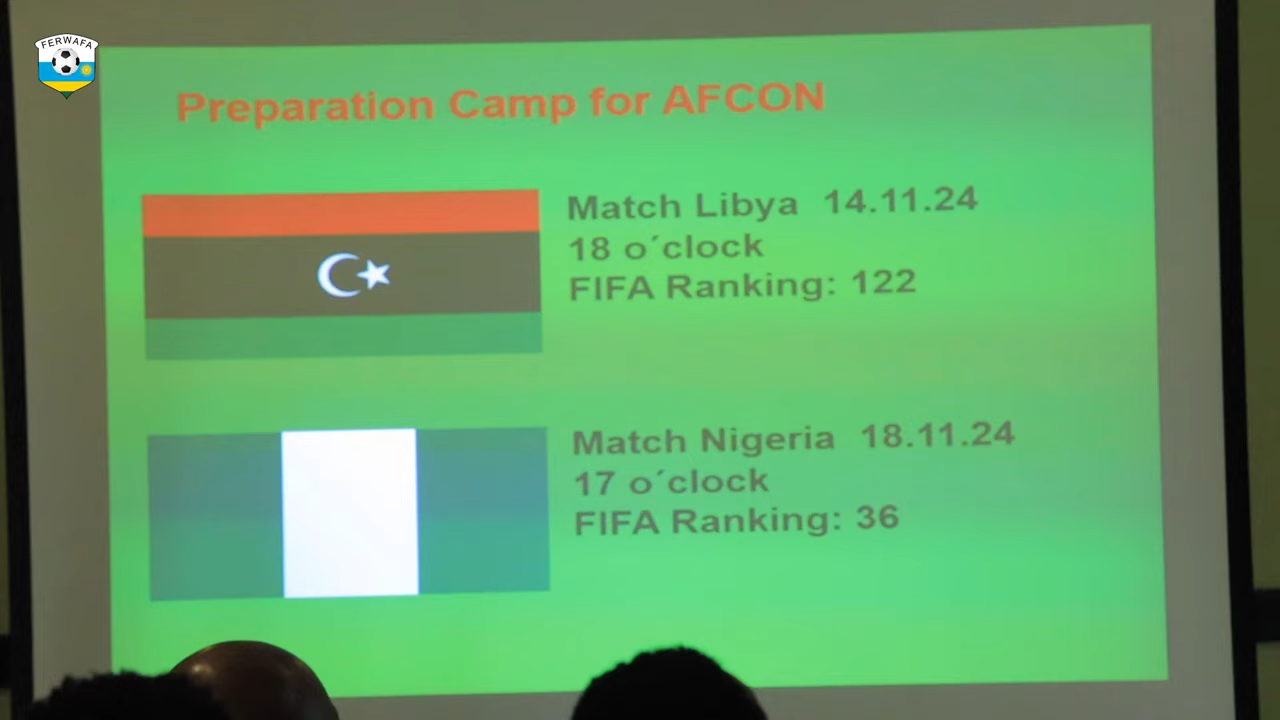 FERWAFA
Preparation Camp for AFCON
Match Libya 14.11.24
18 o´clock
FIFA Ranking: 122
Match Nigeria 18.11.24
17 o´clock
FIFA Ranking: 36